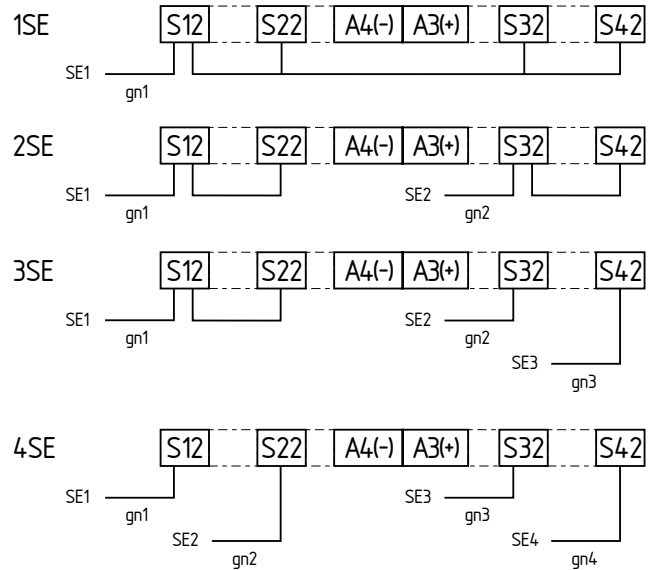 1SE S12 S22 A4(-) A3(+) S32 S42
SE1
gn1
2SE S12 S22 A4(-) A3(+) S32 S42
SE1 SE2
gn1 gn2
3SE S12 S22 A4(-) A3(+) S32 S42
SE1 SE2
gn1 gn2
SE3
gn3
4SE S12 S22 A4(-) A3(+) S32 S42
SE1 SE3
gn1 gn3
SE2 SE4
gn2 gn4